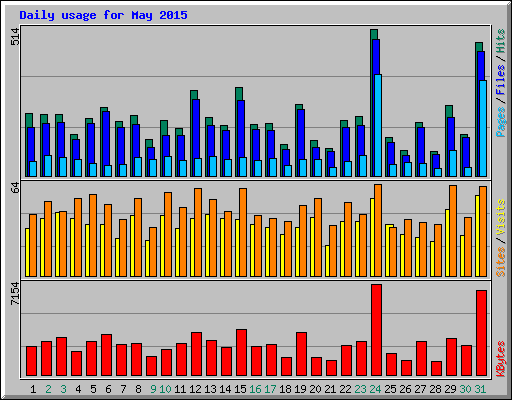 Daily usage for May 2015
514
Pages / Files / Hits
64
Sites / Visits
7154
KBytes
1 2 3 4 5 6 7 8 9 10 11 12 13 14 15 16 17 18 19 20 21 22 23 24 25 26 27 28 29 30 31